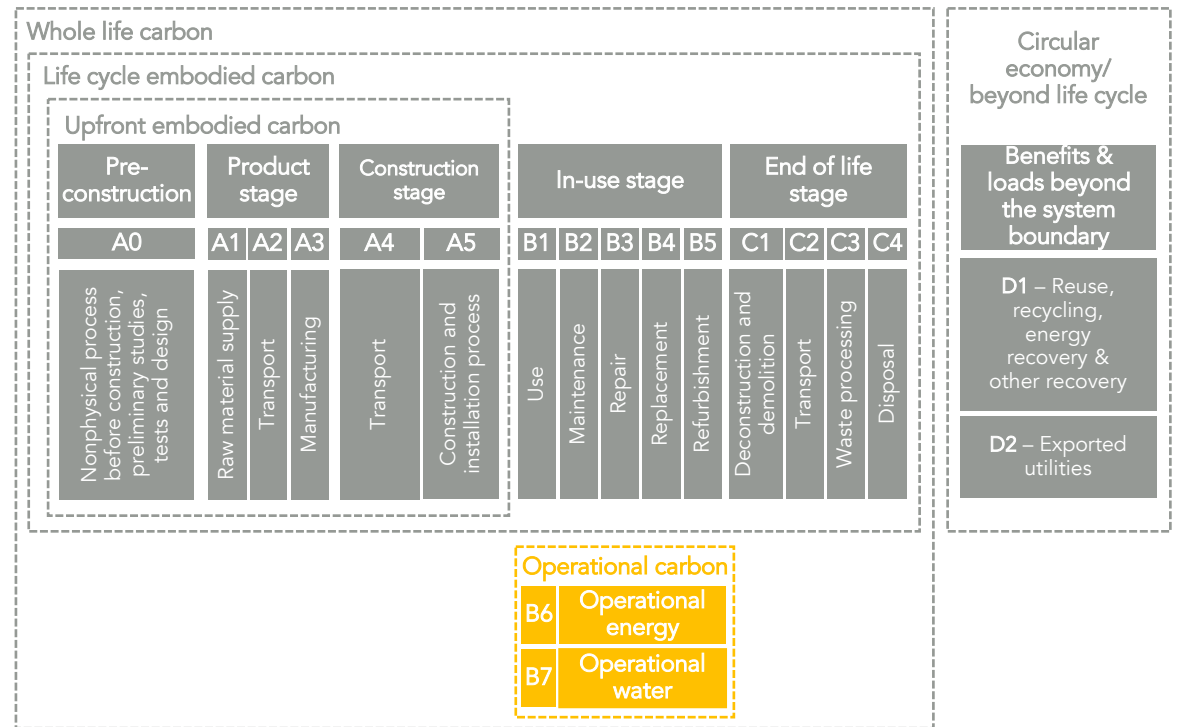 Whole life carbon
Life cycle embodied carbon
Upfront embodied carbon
Pre-
construction
Product
stage
Construction
stage
In-use stage
End of life
stage
A0
A1
A2
A3
A4
A5
B1
B2
B3
B4
B5
C1
C2
C3
C4
Nonphysical process
before construction,
preliminary studies,
tests and design
Raw material supply
Transport
Manufacturing
Transport
Construction and
installation process
Use
Maintenance
Repair
Replacement
Refurbishment
Deconstruction and
demolition
Transport
Waste processing
Disposal
Operational carbon
B6
Operational
energy
B7
Operational
water
Circular
economy/
beyond life cycle
Benefits &
loads beyond
the system
boundary
D1 – Reuse,
recycling,
energy
recovery &
other recovery
D2 – Exported
utilities